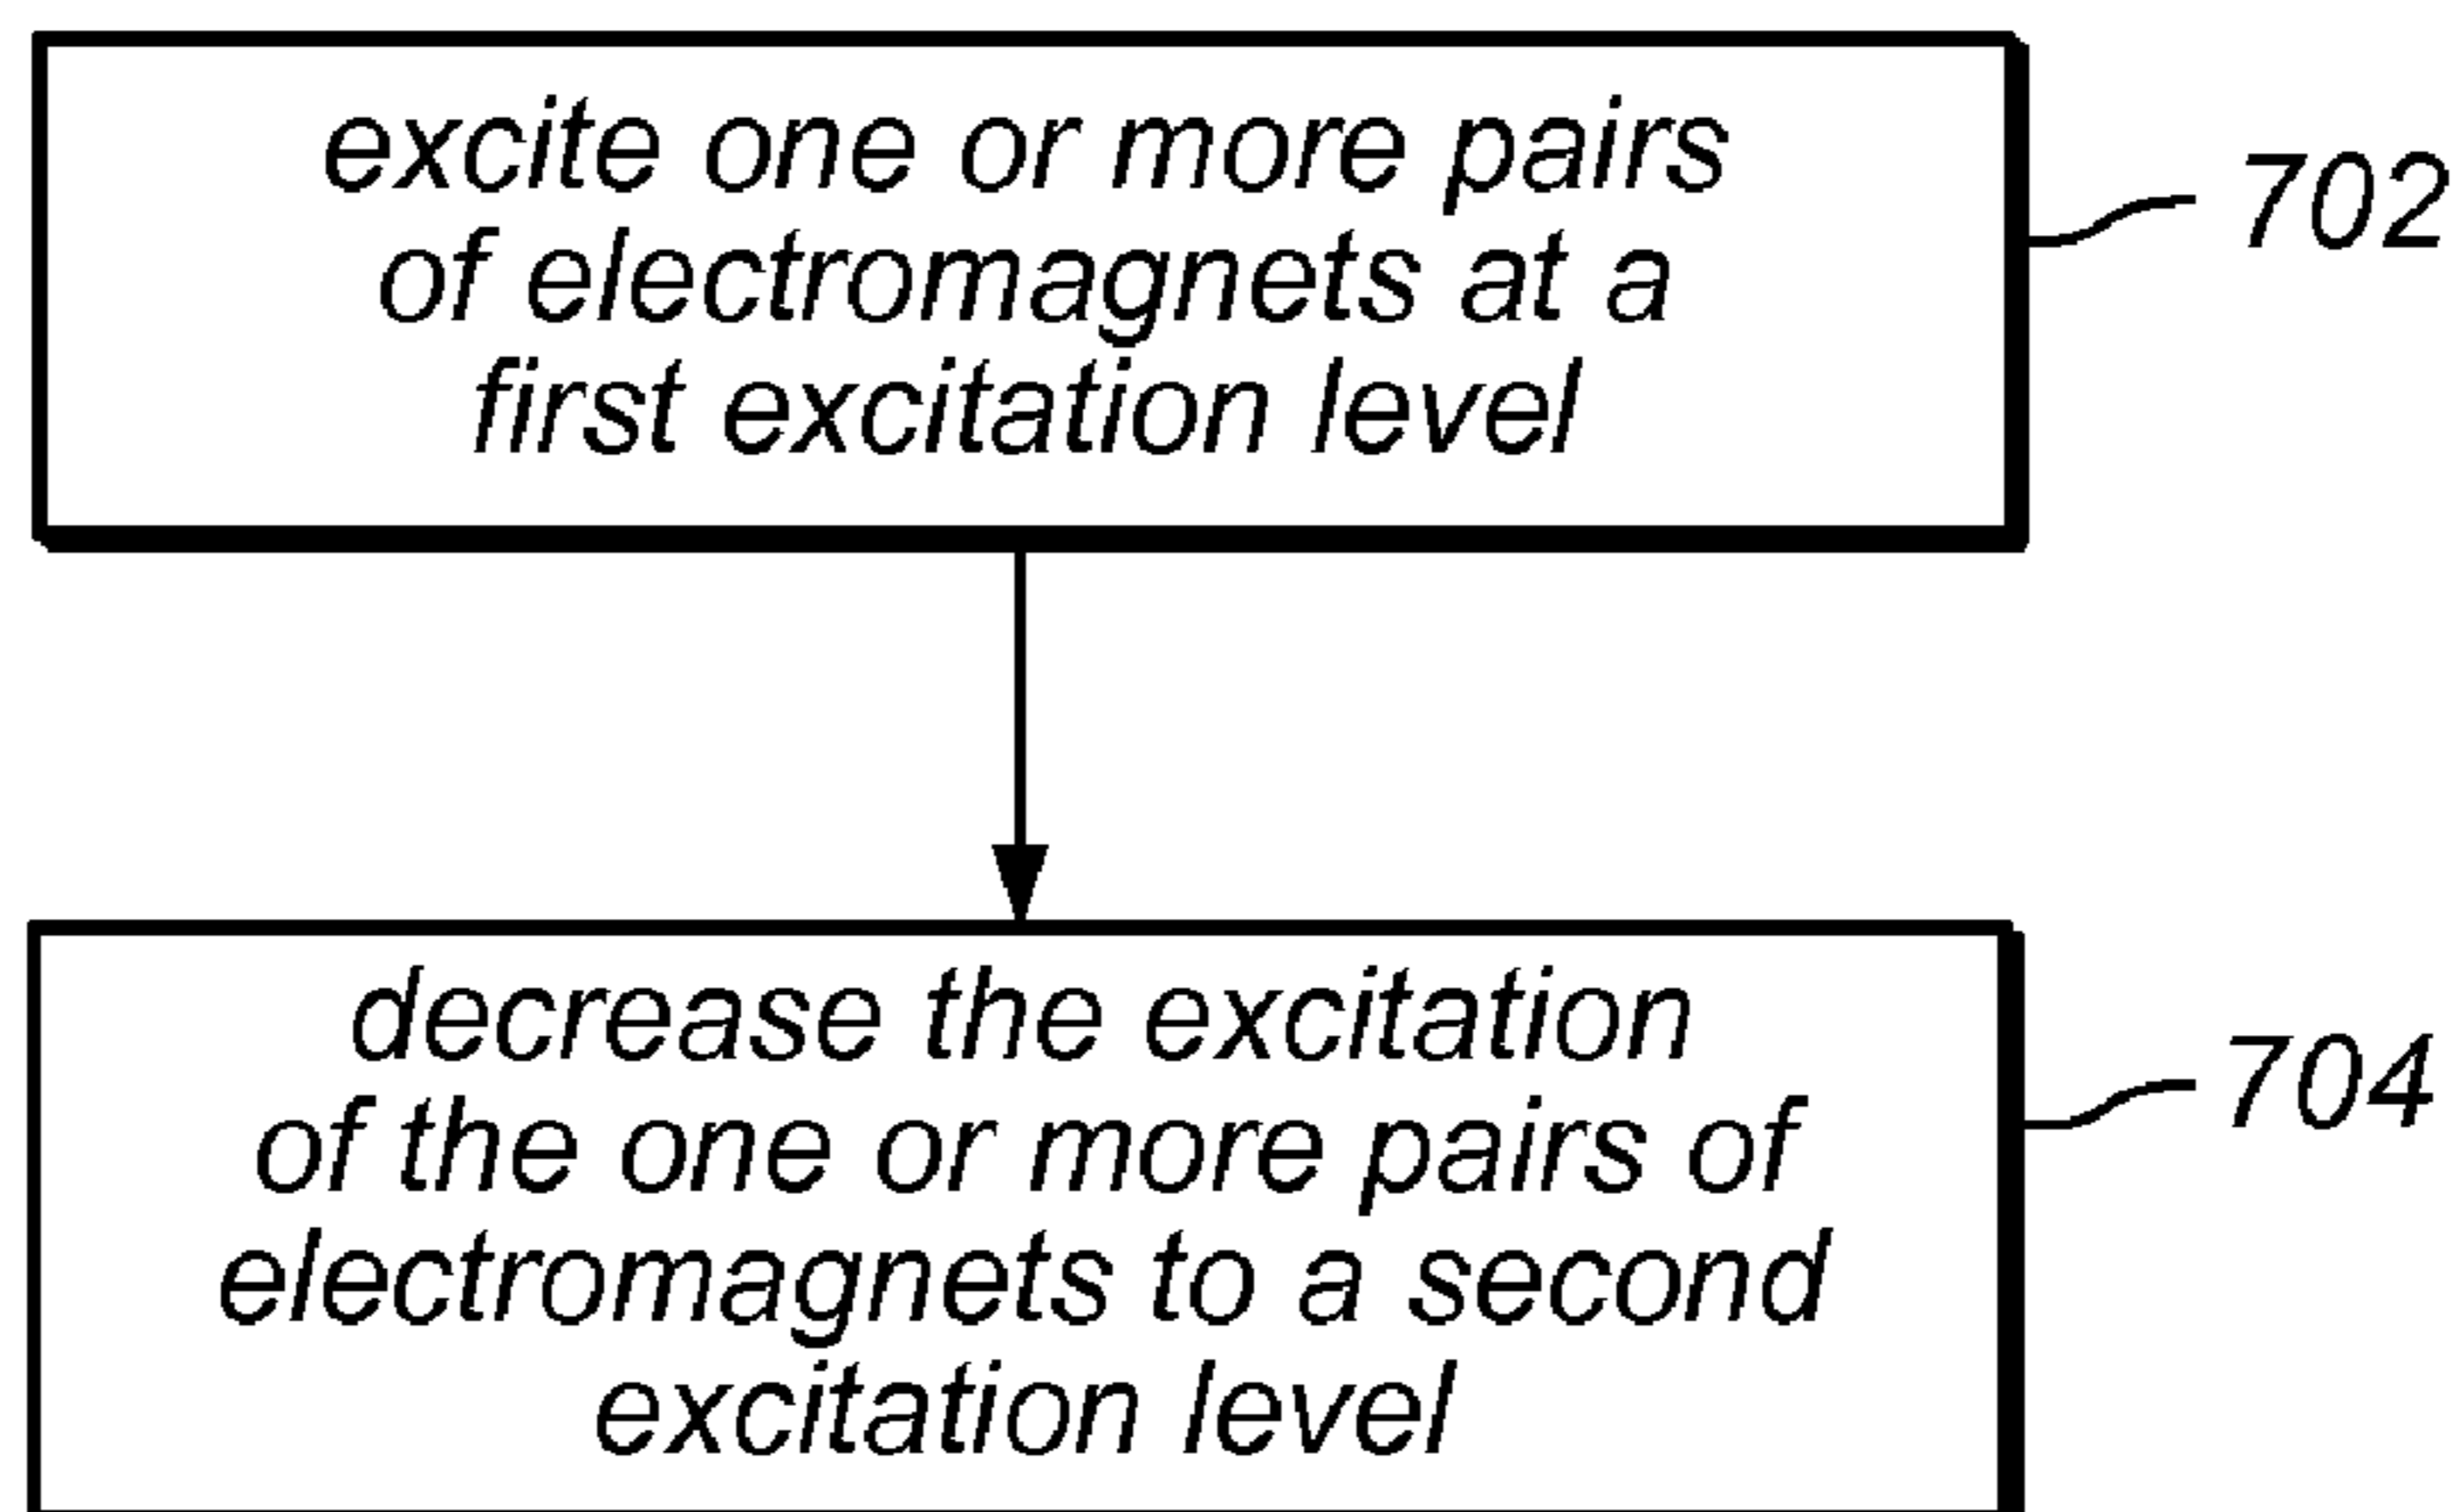 excite one or more pairs
of electromagnets at a
first excitation level
702
decrease the excitation
of the one or more pairs of
electromagnets to a second
excitation level
704